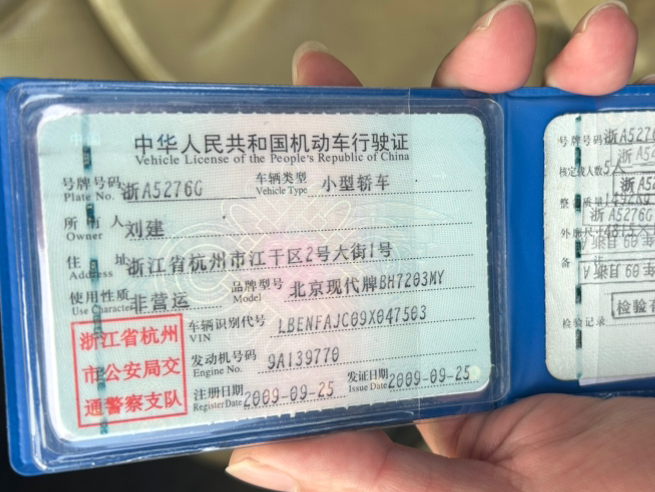 中华人民共和国机动车行驶证
Vehicle License of the People's Republic of China
号牌号码 浙A5276G 车辆类型 小型轿车
Plate No. Vehicle Type
所有人 刘建
Owner
住址 浙江省杭州市江干区2号大街1号
Address
使用性质 非营运 品牌型号 北京现代牌BH7203MY
Use Character Model
浙江省杭州
市公安局交
通警察支队
车辆识别代号 LBENFAJC09X047503
VIN
发动机号码 9A139770
Engine No.
注册日期 2009-09-25 发证日期 2009-09-25
Register Date Issue Date
号牌号码 浙A527
核定载人数 5人
浙A5276G
备注
检验记录
检验有